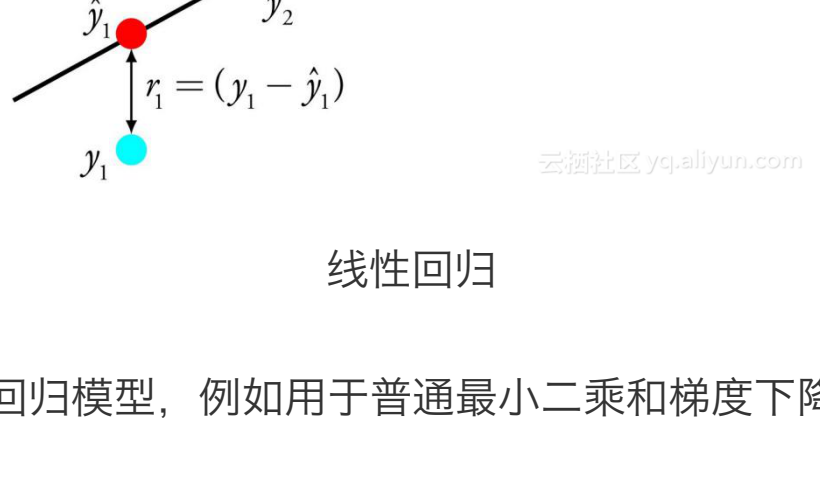 ŷ₁
y₂
r₁ = (y₁ − ŷ₁)
y₁
云栖社区 yq.aliyun.com
线性回归
回归模型，例如用于普通最小二乘和梯度下降